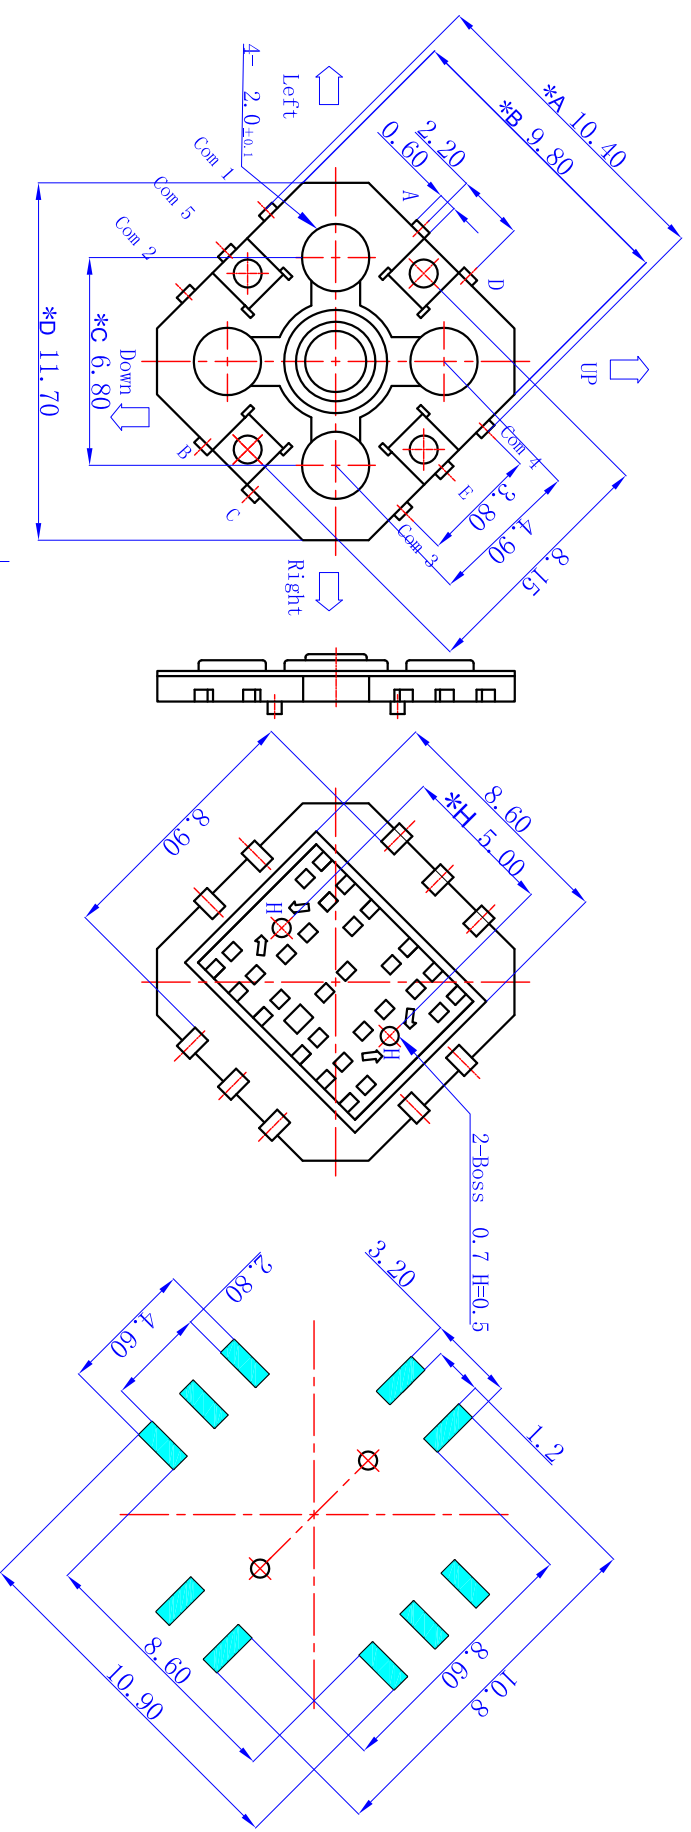 *A 10.40
*B 9.80
2.20
0.60
4- 2.0±0.1
Left
Com 1
Com 5
Com 2
A
D
UP
*D 11.70
*C 6.80
Down
B
C
E
Com 4
Com 3
3.80
4.90
8.15
Right
8.90
8.60
*H 5.00
H
H
2-Boss 0.7 H=0.5
3.20
2.80
4.60
1.2
8.60
10.90
8.60
10.8